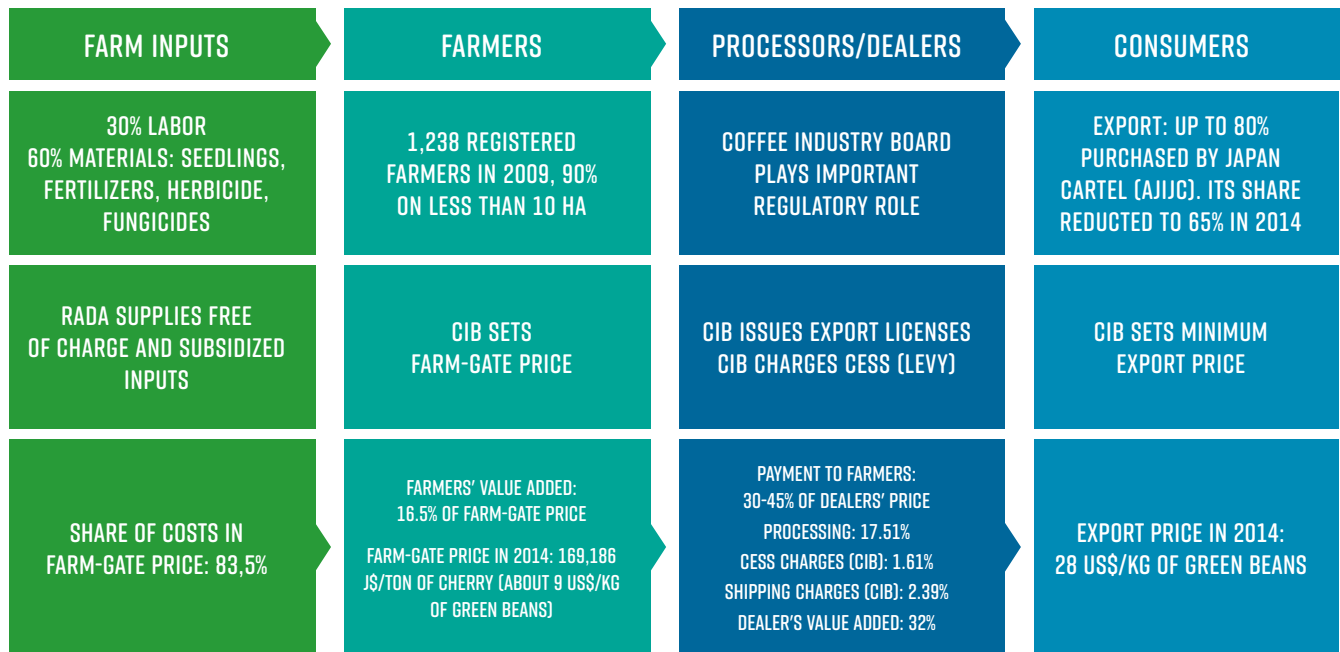 FARM INPUTS
FARMERS
PROCESSORS/DEALERS
CONSUMERS
30% LABOR
60% MATERIALS: SEEDLINGS,
FERTILIZERS, HERBICIDE,
FUNGICIDES
1,238 REGISTERED
FARMERS IN 2009, 90%
ON LESS THAN 10 HA
COFFEE INDUSTRY BOARD
PLAYS IMPORTANT
REGULATORY ROLE
EXPORT: UP TO 80%
PURCHASED BY JAPAN
CARTEL (AJIJC). ITS SHARE
REDUCTED TO 65% IN 2014
RADA SUPPLIES FREE
OF CHARGE AND SUBSIDIZED
INPUTS
CIB SETS
FARM-GATE PRICE
CIB ISSUES EXPORT LICENSES
CIB CHARGES CESS (LEVY)
CIB SETS MINIMUM
EXPORT PRICE
SHARE OF COSTS IN
FARM-GATE PRICE: 83,5%
FARMERS' VALUE ADDED:
16.5% OF FARM-GATE PRICE
FARM-GATE PRICE IN 2014: 169,186
J$/TON OF CHERRY (ABOUT 9 US$/KG
OF GREEN BEANS)
PAYMENT TO FARMERS:
30-45% OF DEALERS' PRICE
PROCESSING: 17.51%
CESS CHARGES (CIB): 1.61%
SHIPPING CHARGES (CIB): 2.39%
DEALER'S VALUE ADDED: 32%
EXPORT PRICE IN 2014:
28 US$/KG OF GREEN BEANS